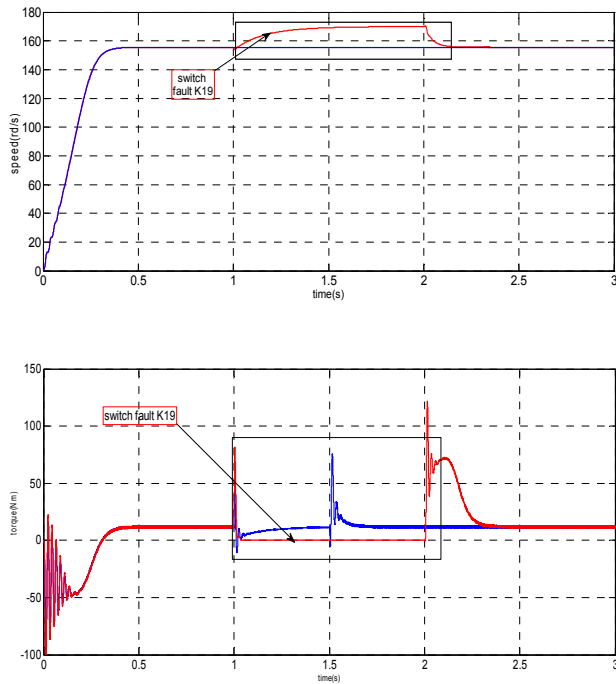 180
160
140
120
100
80
60
40
20
0
speed(rd/s)
switch
fault K19
0 0.5 1 1.5 2 2.5 3
time(s)
150
100
50
0
-50
-100
torque(Nm)
switch fault K19
0 0.5 1 1.5 2 2.5 3
time(s)